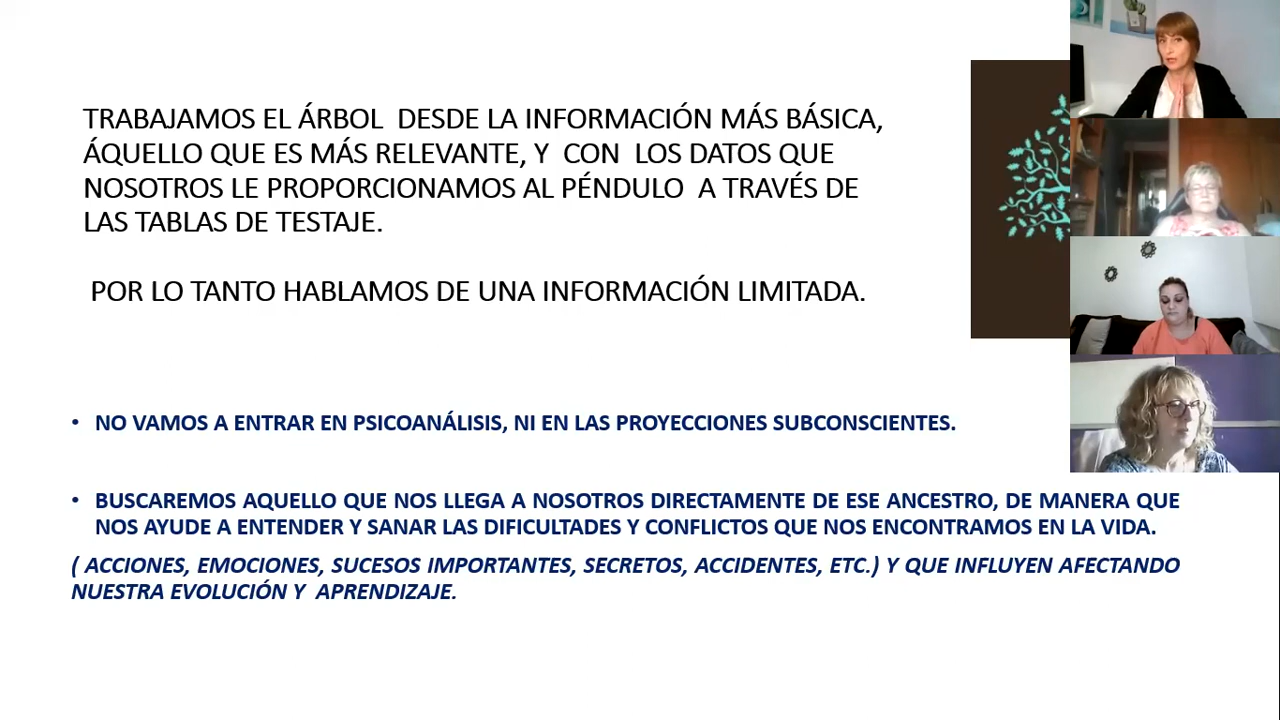 TRABAJAMOS EL ÁRBOL DESDE LA INFORMACIÓN MÁS BÁSICA,
ÁQUELLO QUE ES MÁS RELEVANTE, Y CON LOS DATOS QUE
NOSOTROS LE PROPORCIONAMOS AL PÉNDULO A TRAVÉS DE
LAS TABLAS DE TESTAJE.
POR LO TANTO HABLAMOS DE UNA INFORMACIÓN LIMITADA.
• NO VAMOS A ENTRAR EN PSICOANÁLISIS, NI EN LAS PROYECCIONES SUBCONSCIENTES.
• BUSCAREMOS AQUELLO QUE NOS LLEGA A NOSOTROS DIRECTAMENTE DE ESE ANCESTRO, DE MANERA QUE
NOS AYUDE A ENTENDER Y SANAR LAS DIFICULTADES Y CONFLICTOS QUE NOS ENCONTRAMOS EN LA VIDA.
( ACCIONES, EMOCIONES, SUCESOS IMPORTANTES, SECRETOS, ACCIDENTES, ETC.) Y QUE INFLUYEN AFECTANDO
NUESTRA EVOLUCIÓN Y APRENDIZAJE.